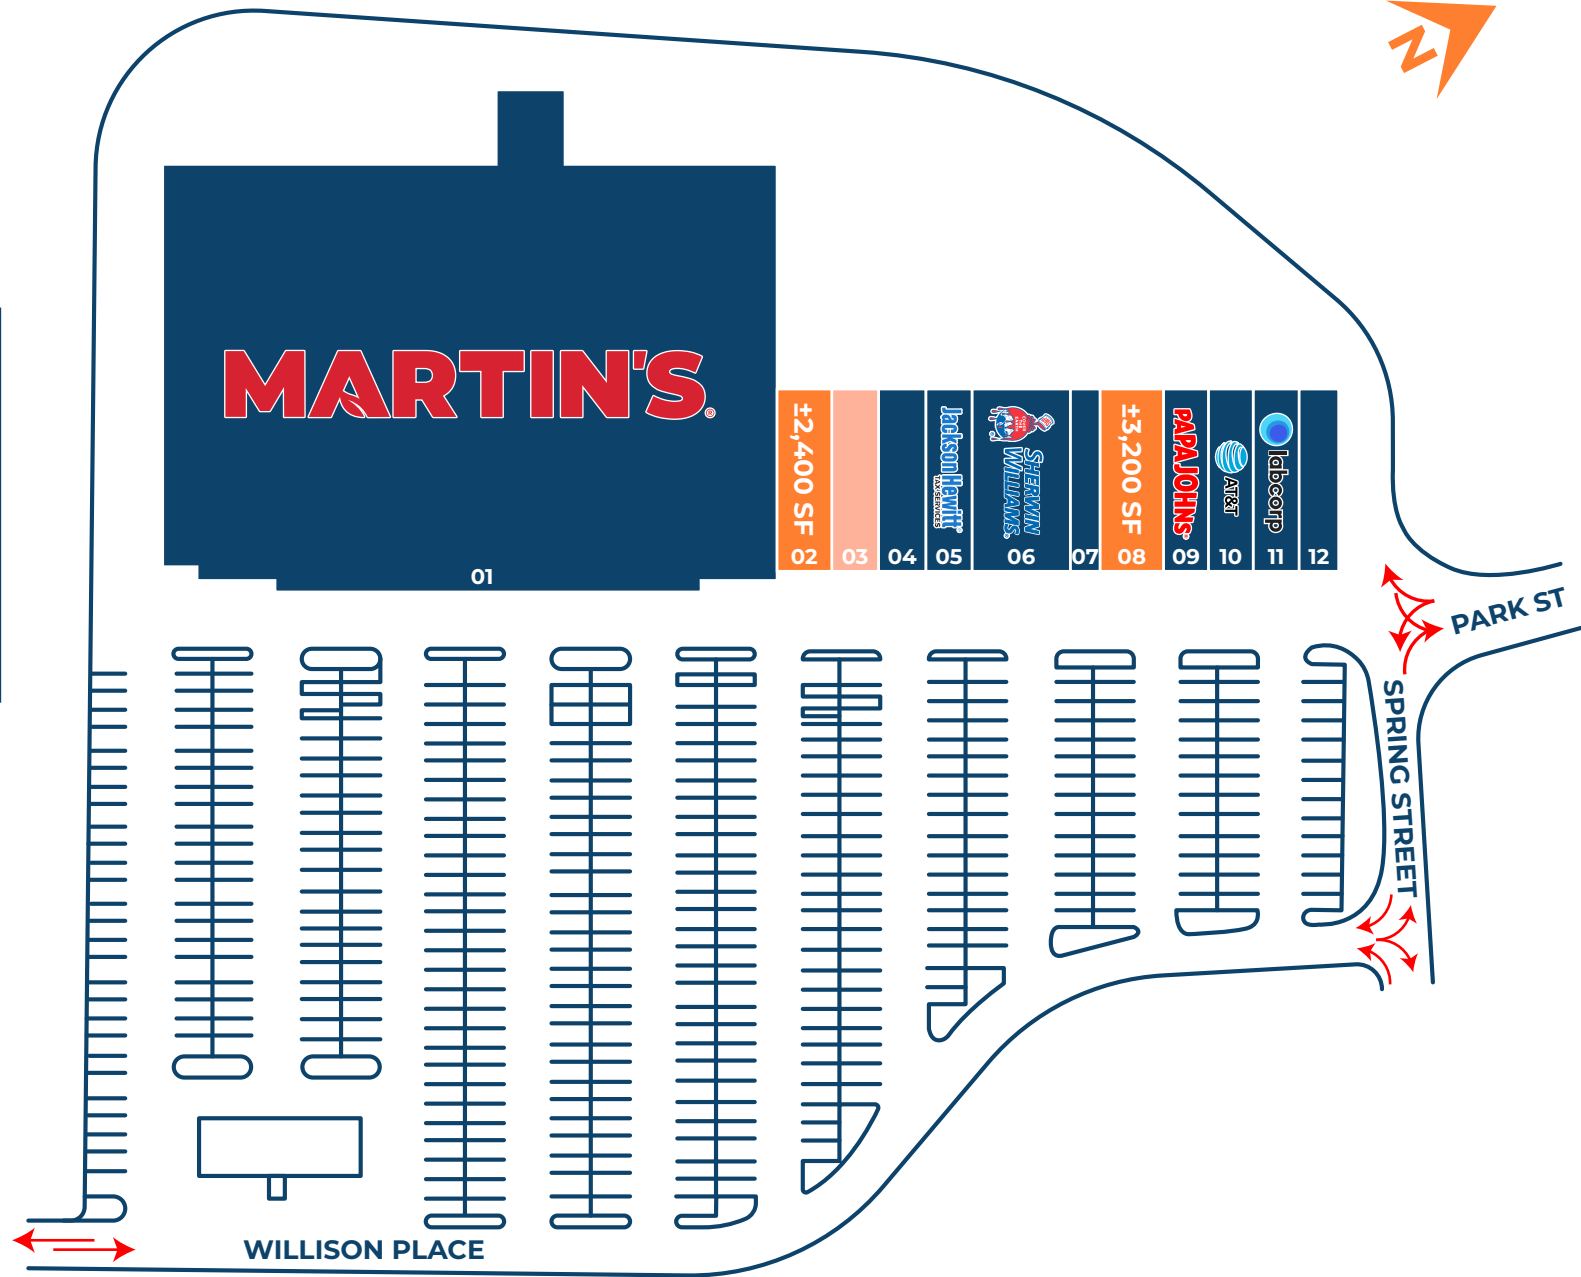 N
MARTIN'S®
01
±2,400 SF
02
03
04
Jackson Hewitt®
TAX SERVICES
05
SHERWIN
WILLIAMS®
06
07
±3,200 SF
08
PAPA JOHNS®
09
AT&T
10
labcorp
11
12
PARK ST
SPRING STREET
WILLISON PLACE